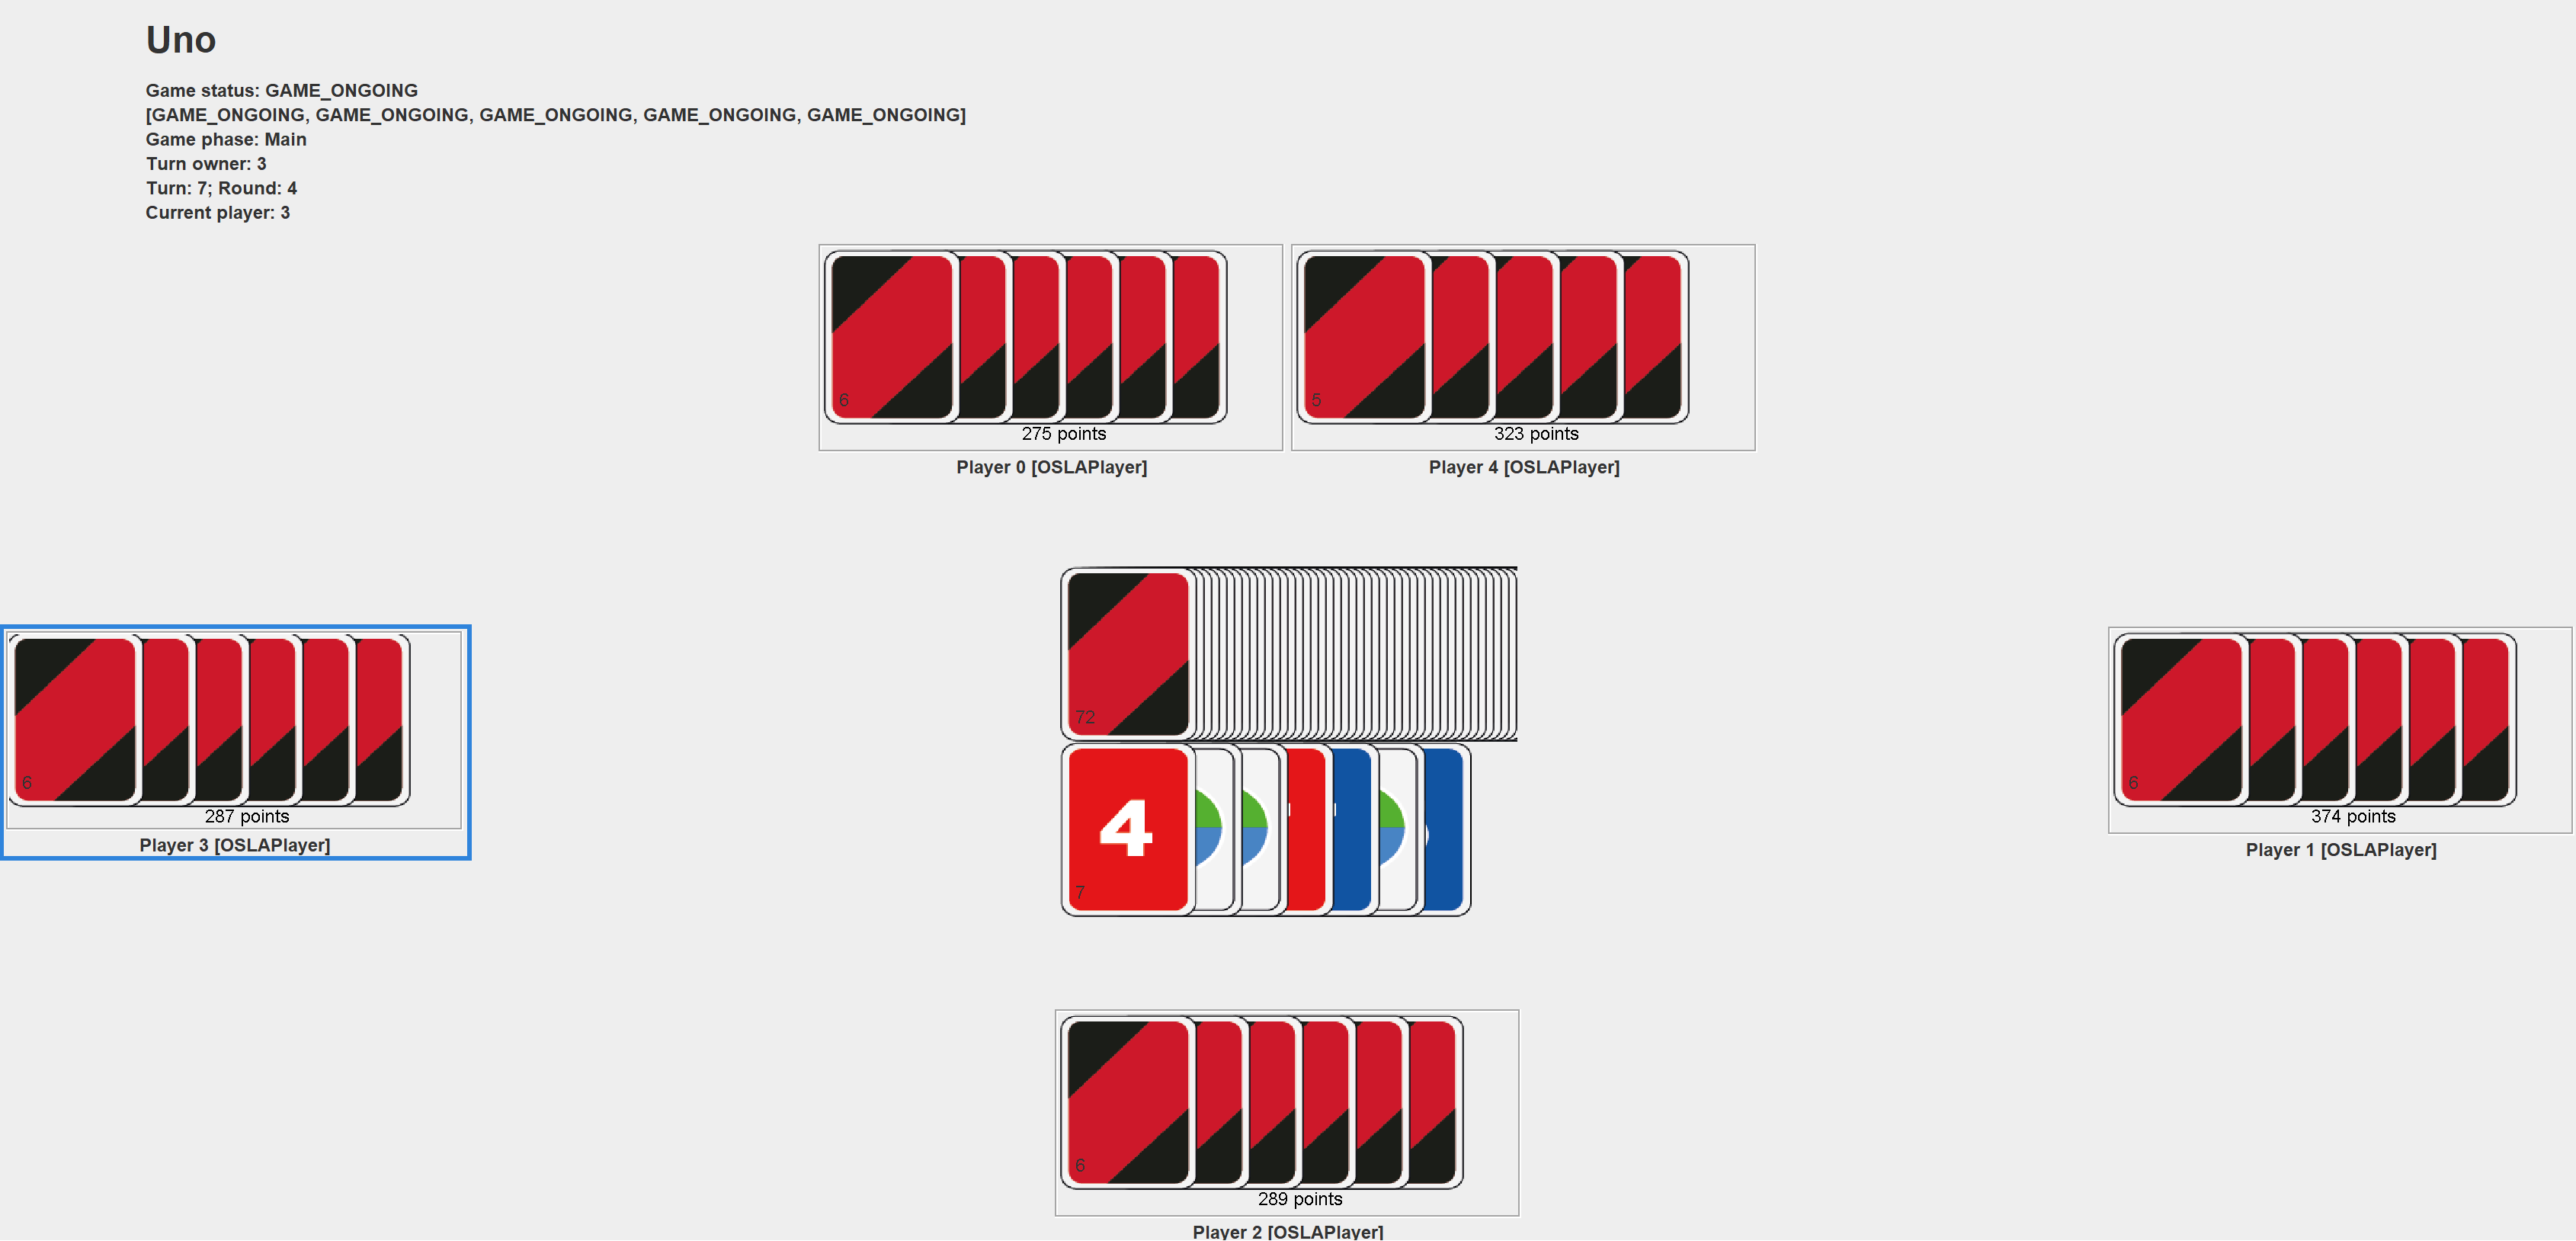 Uno
Game status: GAME_ONGOING
[GAME_ONGOING, GAME_ONGOING, GAME_ONGOING, GAME_ONGOING, GAME_ONGOING]
Game phase: Main
Turn owner: 3
Turn: 7; Round: 4
Current player: 3
6
275 points
Player 0 [OSLAPlayer]
5
323 points
Player 4 [OSLAPlayer]
72
6
287 points
Player 3 [OSLAPlayer]
4
7
6
374 points
Player 1 [OSLAPlayer]
6
289 points
Player 2 [OSLAPlayer]